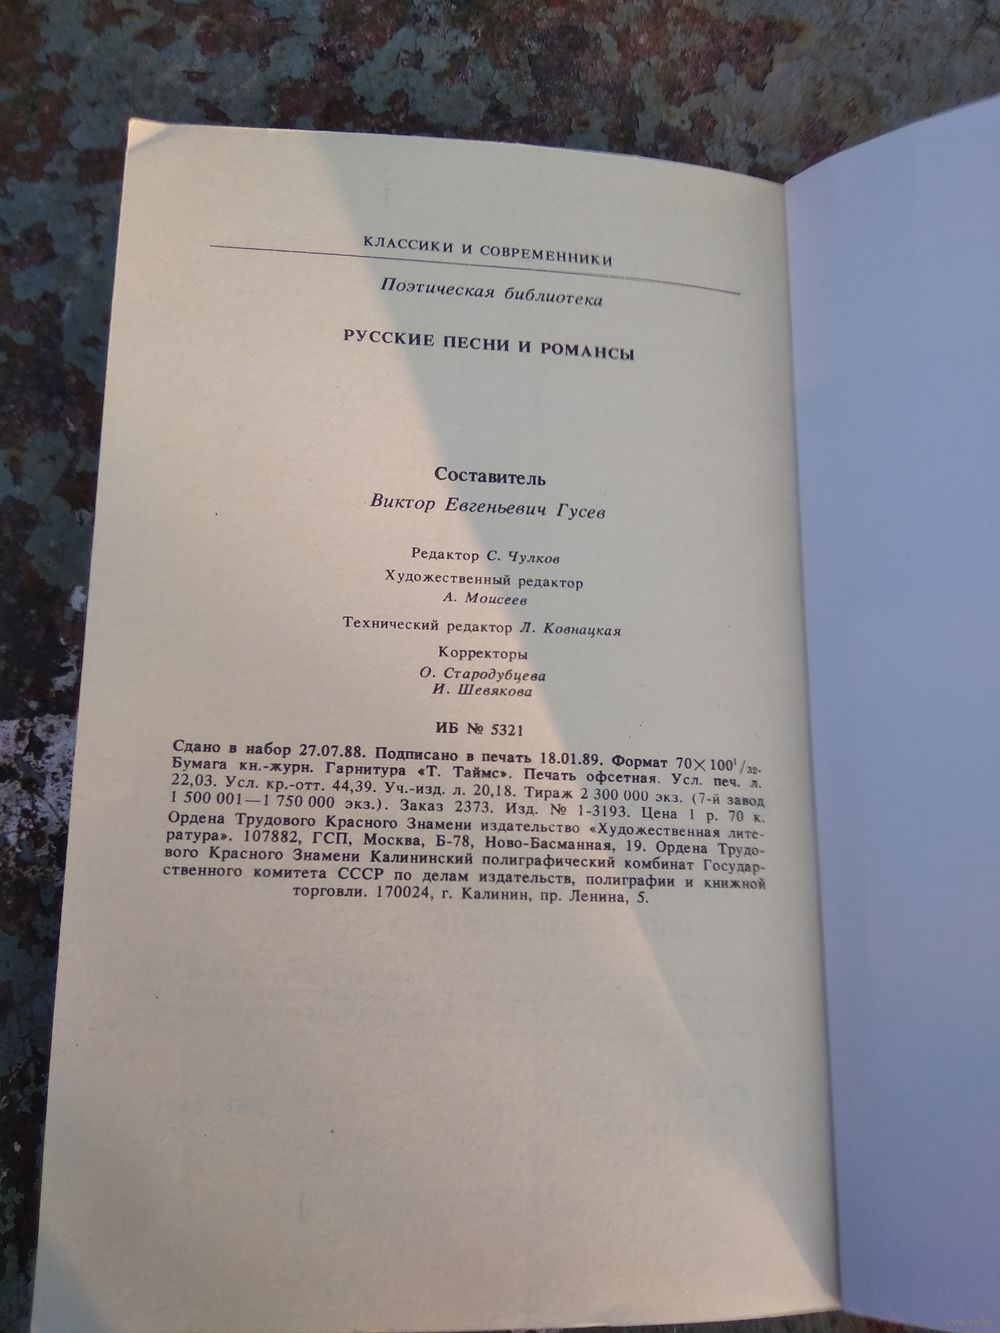 КЛАССИКИ И СОВРЕМЕННИКИ
Поэтическая библиотека
РУССКИЕ ПЕСНИ И РОМАНСЫ
Составитель
Виктор Евгеньевич Гусев
Редактор С. Чулков
Художественный редактор
А. Моисеев
Технический редактор Л. Ковнацкая
Корректоры
О. Стародубцева
И. Шевякова
ИБ № 5321
Сдано в набор 27.07.88. Подписано в печать 18.01.89. Формат 70×100¹/₃₂.
Бумага кн.-журн. Гарнитура «Т. Таймс». Печать офсетная. Усл. печ. л.
22,03. Усл. кр.-отт. 44,39. Уч.-изд. л. 20,18. Тираж 2 300 000 экз. (7-й завод
1 500 001—1 750 000 экз.). Заказ 2373. Изд. № 1-3193. Цена 1 р. 70 к.
Ордена Трудового Красного Знамени издательство «Художественная лите-
ратура». 107882, ГСП, Москва, Б-78, Ново-Басманная, 19. Ордена Трудо-
вого Красного Знамени Калининский полиграфический комбинат Государ-
ственного комитета СССР по делам издательств, полиграфии и книжной
торговли. 170024, г. Калинин, пр. Ленина, 5.